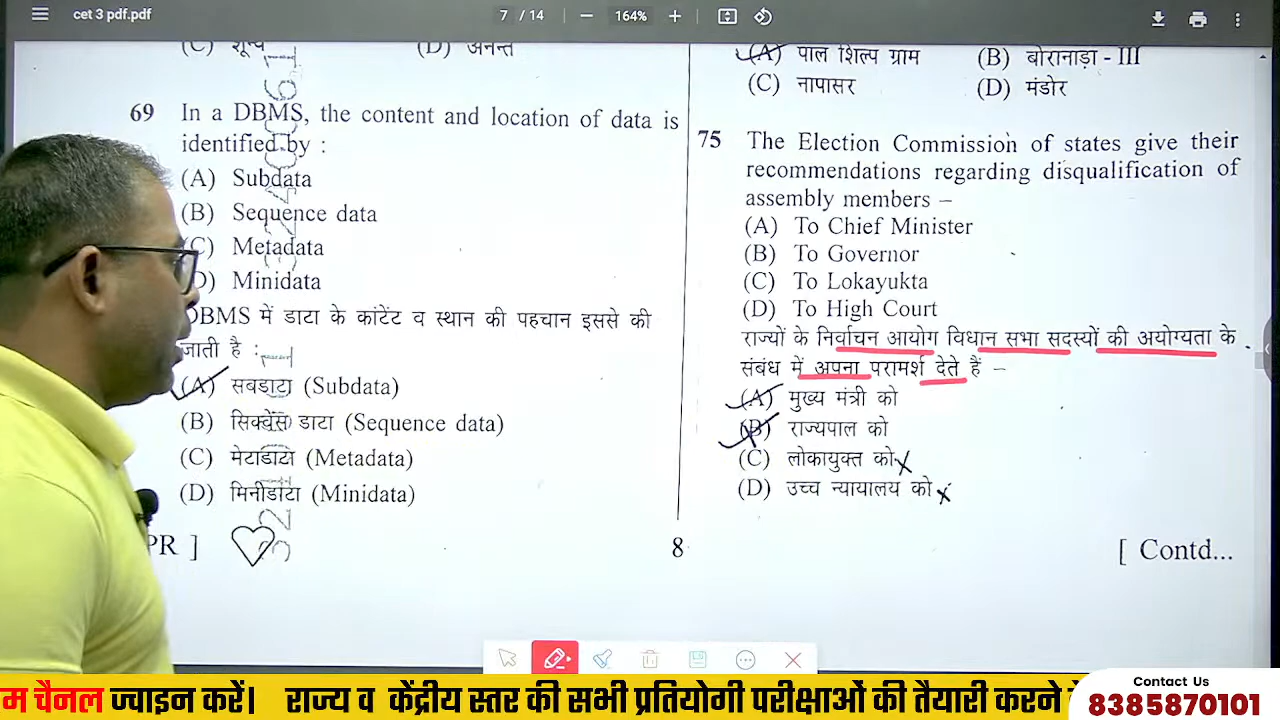 cet 3 pdf.pdf
7 / 14
164%
(C) शून्य (D) अनन्त
69 In a DBMS, the content and location of data is
identified by :
(A) Subdata
(B) Sequence data
(C) Metadata
D) Minidata
DBMS में डाटा के कांटेंट व स्थान की पहचान इससे की
जाती है :
(A) सबडाटा (Subdata)
(B) सिक्वेंस डाटा (Sequence data)
(C) मेटाडाटा (Metadata)
(D) मिनीडाटा (Minidata)
PR ]
8
(A) पाल शिल्प ग्राम (B) बोरानाड़ा - III
(C) नापासर (D) मंडोर
75 The Election Commission of states give their
recommendations regarding disqualification of
assembly members –
(A) To Chief Minister
(B) To Governor
(C) To Lokayukta
(D) To High Court
राज्यों के निर्वाचन आयोग विधान सभा सदस्यों की अयोग्यता के
संबंध में अपना परामर्श देते हैं –
(A) मुख्य मंत्री को
(B) राज्यपाल को
(C) लोकायुक्त को
(D) उच्च न्यायालय को
[ Contd...
म चैनल ज्वाइन करें। राज्य व केंद्रीय स्तर की सभी प्रतियोगी परीक्षाओं की तैयारी करने
Contact Us
8385870101